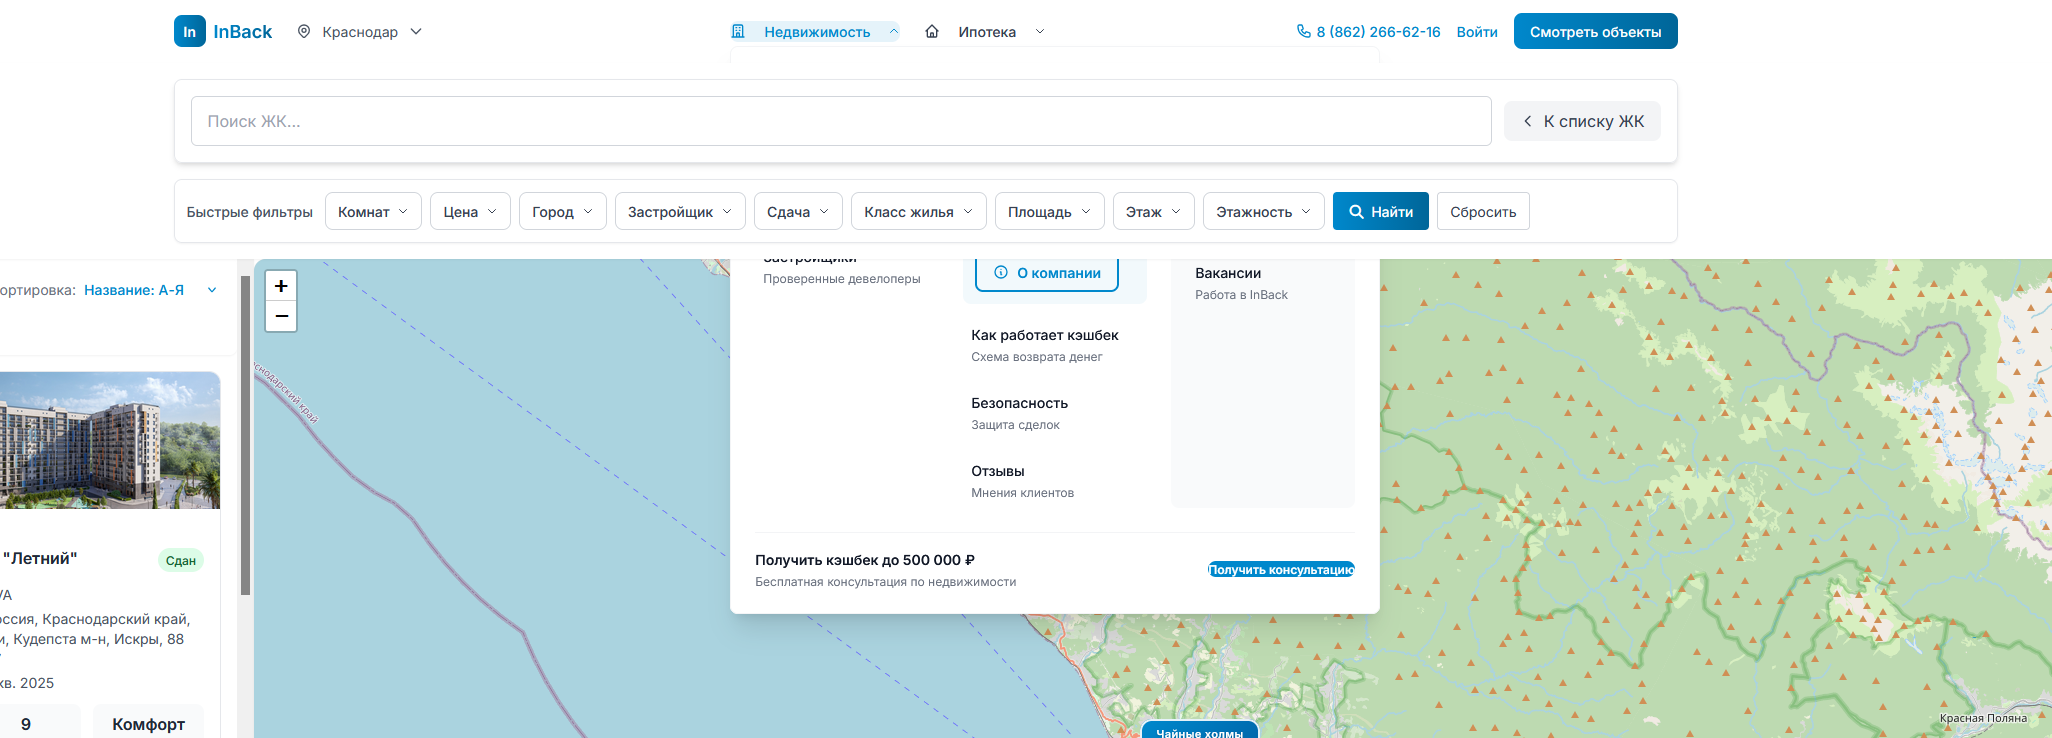 In InBack
Краснодар
Недвижимость
Ипотека
8 (862) 266-62-16
Войти
Смотреть объекты
Поиск ЖК...
К списку ЖК
Быстрые фильтры
Комнат
Цена
Город
Застройщик
Сдача
Класс жилья
Площадь
Этаж
Этажность
Найти
Сбросить
ортировка: Название: А-Я
+
−
Застройщики
Проверенные девелоперы
О компании
Как работает кэшбек
Схема возврата денег
Безопасность
Защита сделок
Отзывы
Мнения клиентов
Вакансии
Работа в InBack
Получить кэшбек до 500 000 ₽
Бесплатная консультация по недвижимости
Получить консультацию
снодарский край
"Летний"
Сдан
оссия, Краснодарский край,
и, Кудепста м-н, Искры, 88
кв. 2025
9
Комфорт
Чайные холмы
Красная Поляна